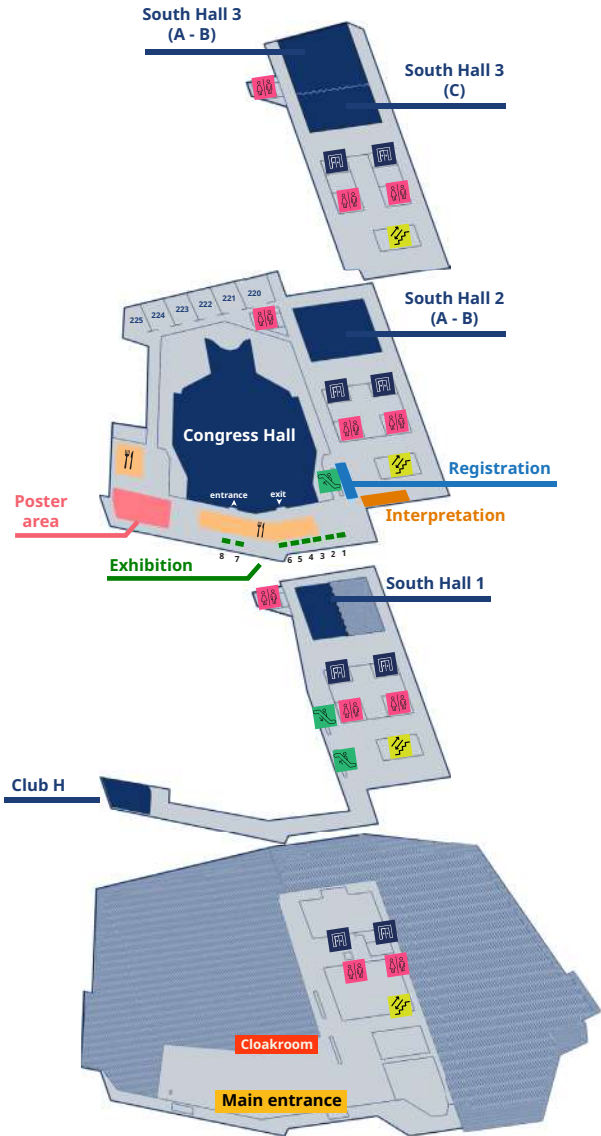 South Hall 3
(A - B)
South Hall 3
(C)
225
224
223
222
221
220
South Hall 2
(A - B)
Congress Hall
entrance
exit
Registration
Interpretation
Poster
area
Exhibition
8
7
6
5
4
3
2
1
South Hall 1
Club H
Cloakroom
Main entrance